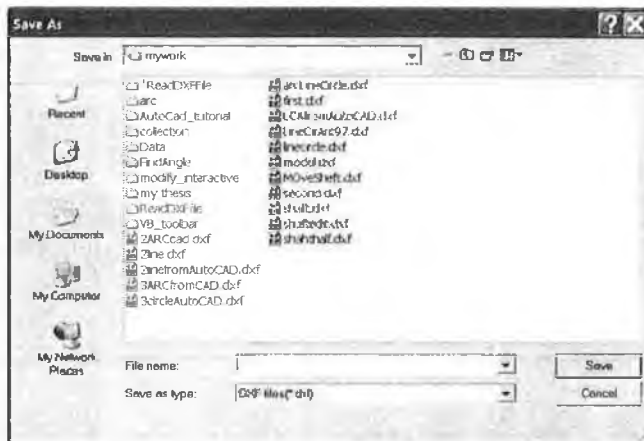 Save As
Save in
mywork
Recent
Desktop
My Documents
My Computer
My Network
Places
'ReadDXFFile
arc
AutoCad_tutorial
collection
Data
FindAngle
modify_interactive
my thesis
ReadDXFFile
VB_toolbar
2ARCcad.dxf
2line.dxf
2linefromAutoCAD.dxf
3ARCfromCAD.dxf
3circleAutoCAD.dxf
arcLineCircle.dxf
first.dxf
LCAfromAutoCAD.dxf
LineCirArc97.dxf
linecircle.dxf
modul.dxf
MOveShaft.dxf
second.dxf
shaft.dxf
shaftedit.dxf
File name:
Save
Save as type:
DXF files(*.dxf)
Cancel